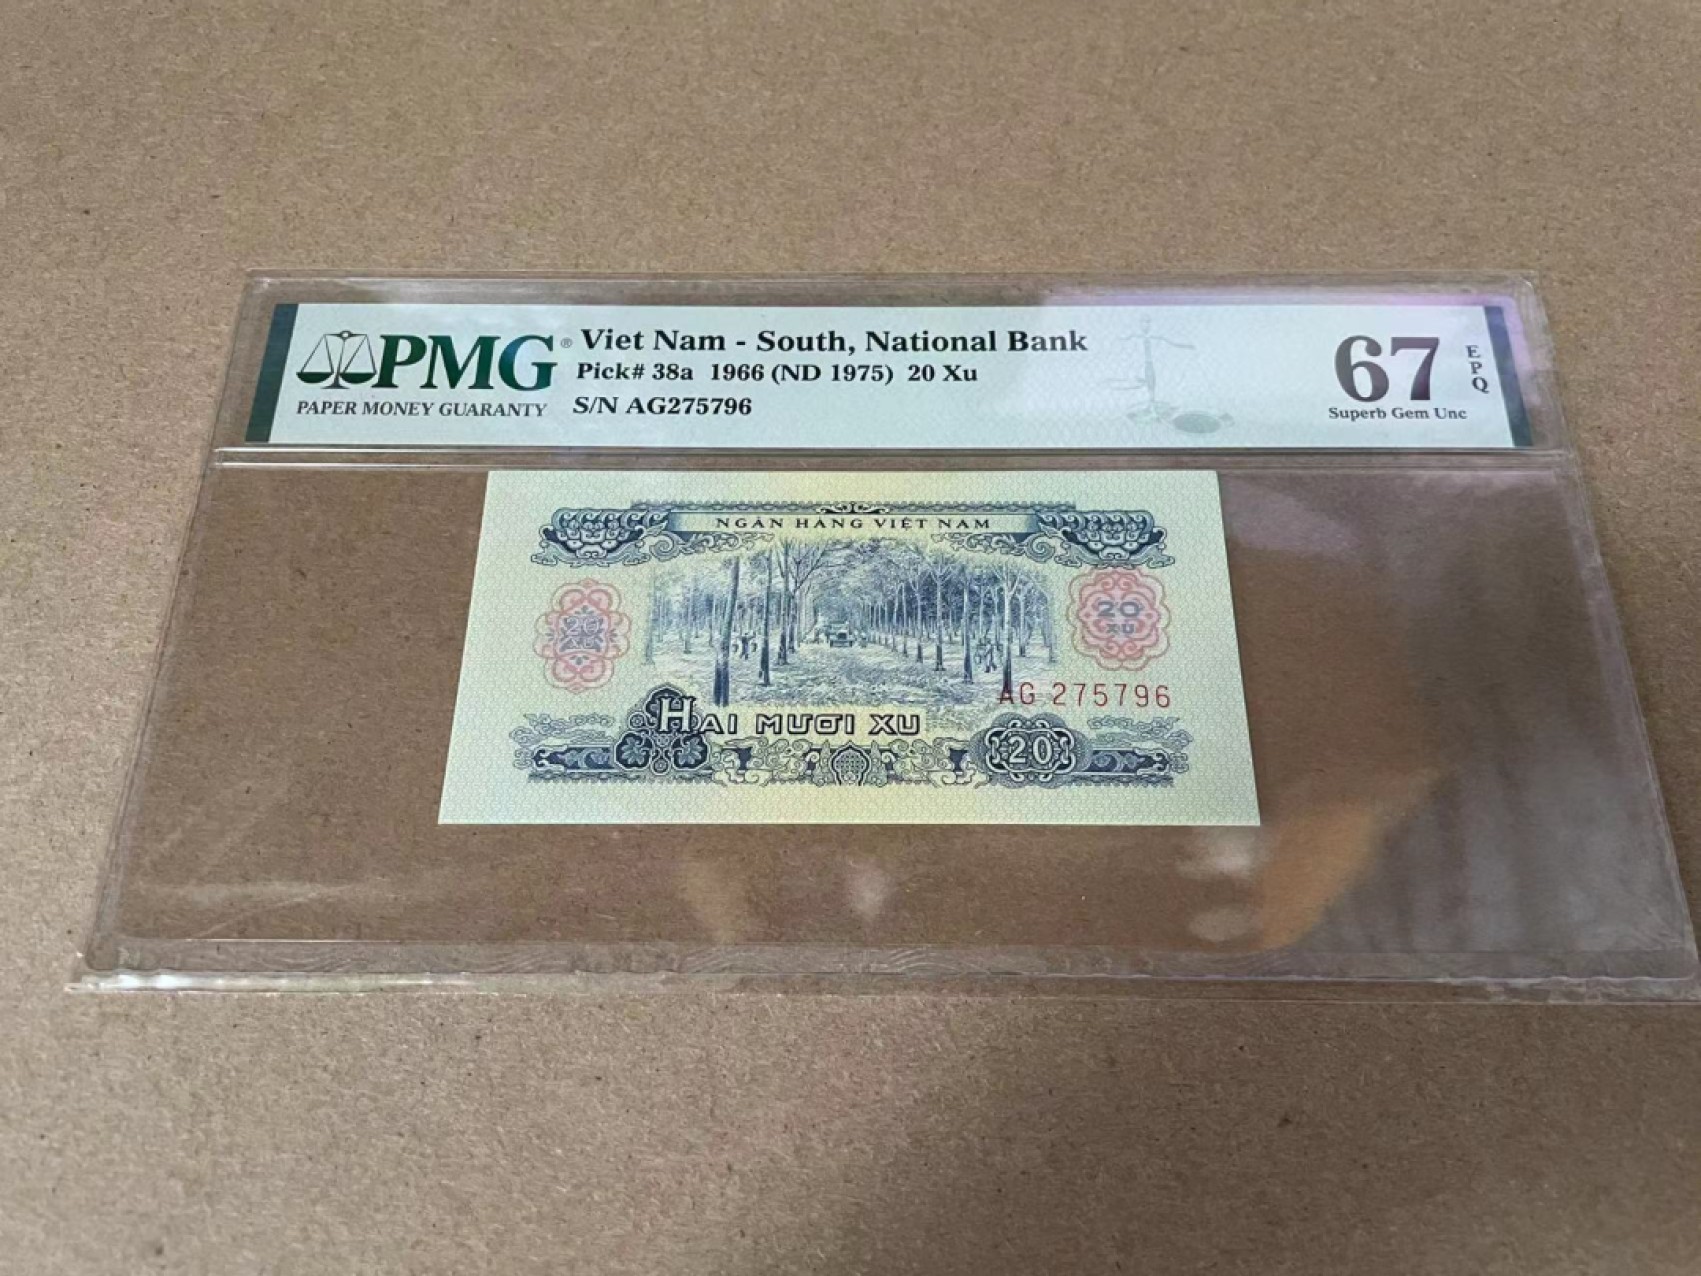 PMG®
PAPER MONEY GUARANTY
Viet Nam - South, National Bank
Pick# 38a 1966 (ND 1975) 20 Xu
S/N AG275796
67
EPQ
Superb Gem Unc
NGÂN HÀNG VIỆT NAM
20
20
XU
AG 275796
HAI MƯƠI XU
20